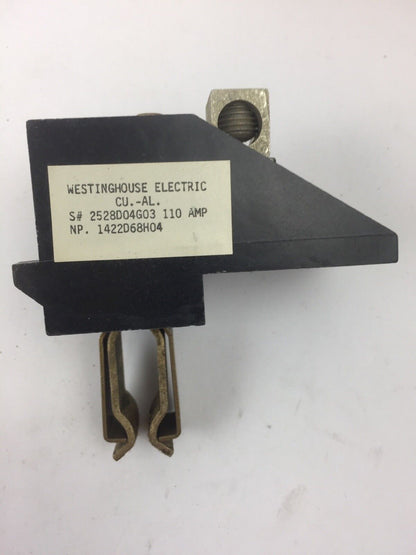 WESTINGHOUSE ELECTRIC
CU.-AL.
S# 2528D04G03 110 AMP
NP. 1422D68H04